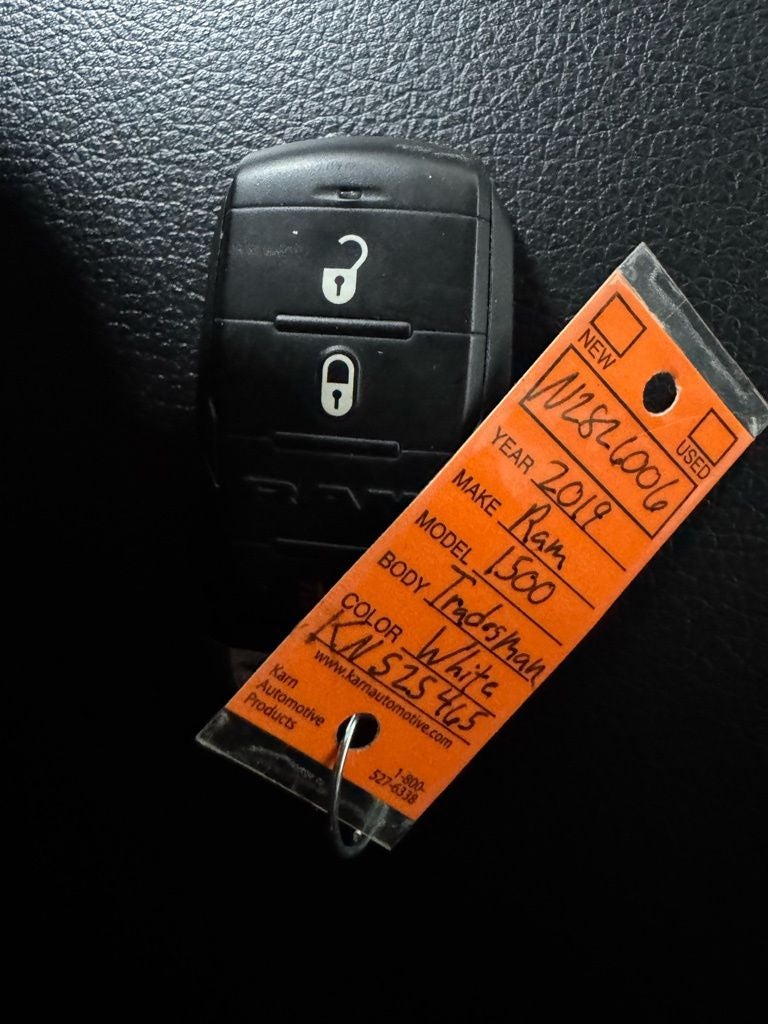 RAM
NEW
USED
N2826006
YEAR 2019
MAKE Ram
MODEL 1500
BODY Tradesman
COLOR White
KN525465
www.karnautomotive.com
Karn
Automotive
Products
1-800-
527-6338